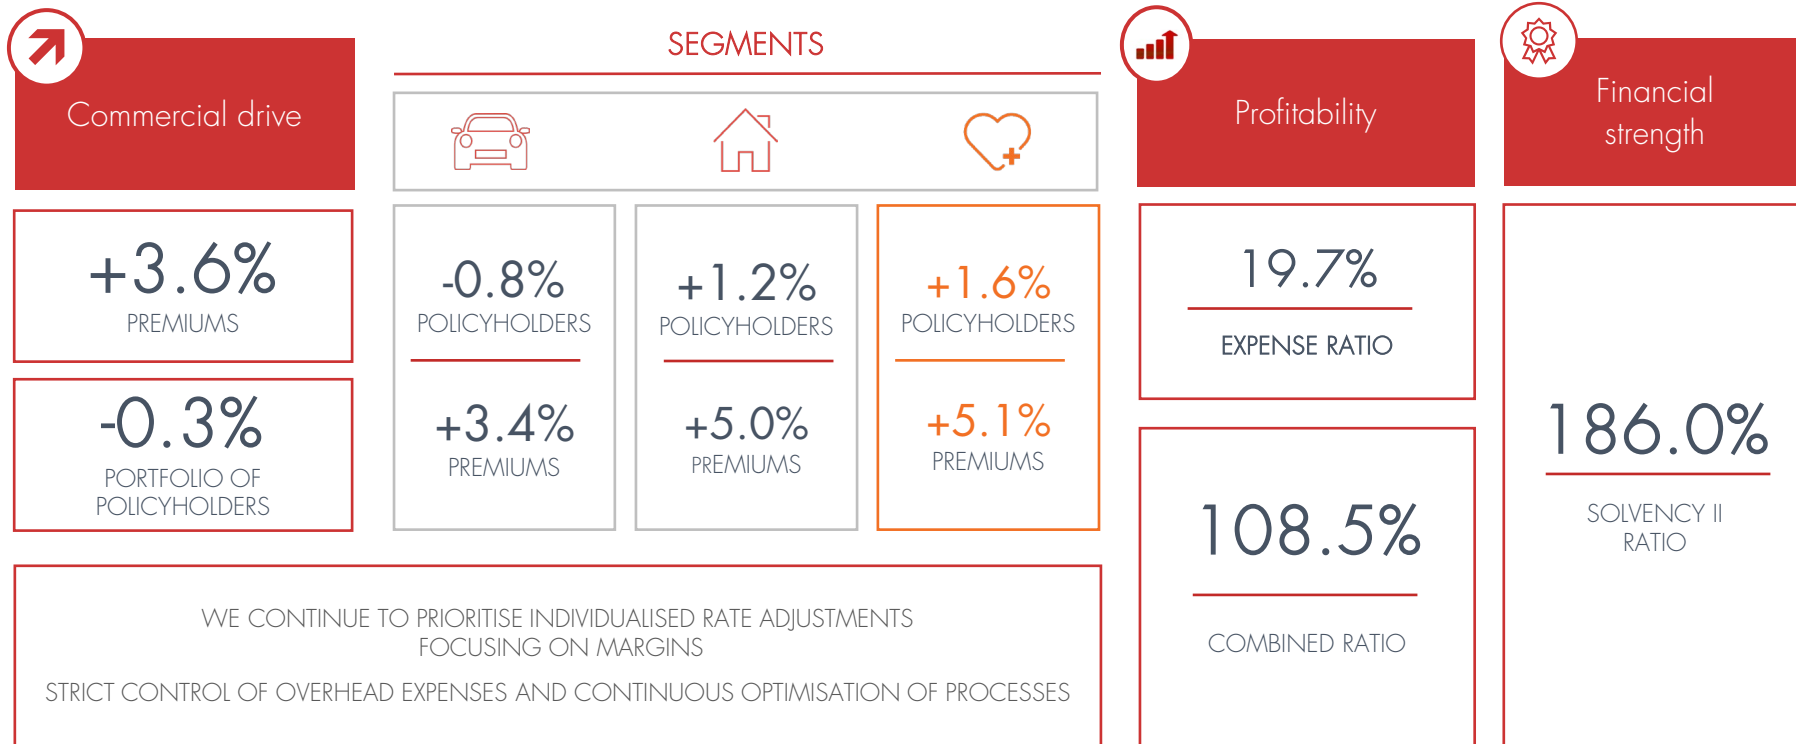 Commercial drive
+3.6%
PREMIUMS
-0.3%
PORTFOLIO OF
POLICYHOLDERS
SEGMENTS
-0.8%
POLICYHOLDERS
+3.4%
PREMIUMS
+1.2%
POLICYHOLDERS
+5.0%
PREMIUMS
+1.6%
POLICYHOLDERS
+5.1%
PREMIUMS
WE CONTINUE TO PRIORITISE INDIVIDUALISED RATE ADJUSTMENTS
FOCUSING ON MARGINS
STRICT CONTROL OF OVERHEAD EXPENSES AND CONTINUOUS OPTIMISATION OF PROCESSES
Profitability
19.7%
EXPENSE RATIO
108.5%
COMBINED RATIO
Financial
strength
186.0%
SOLVENCY II
RATIO